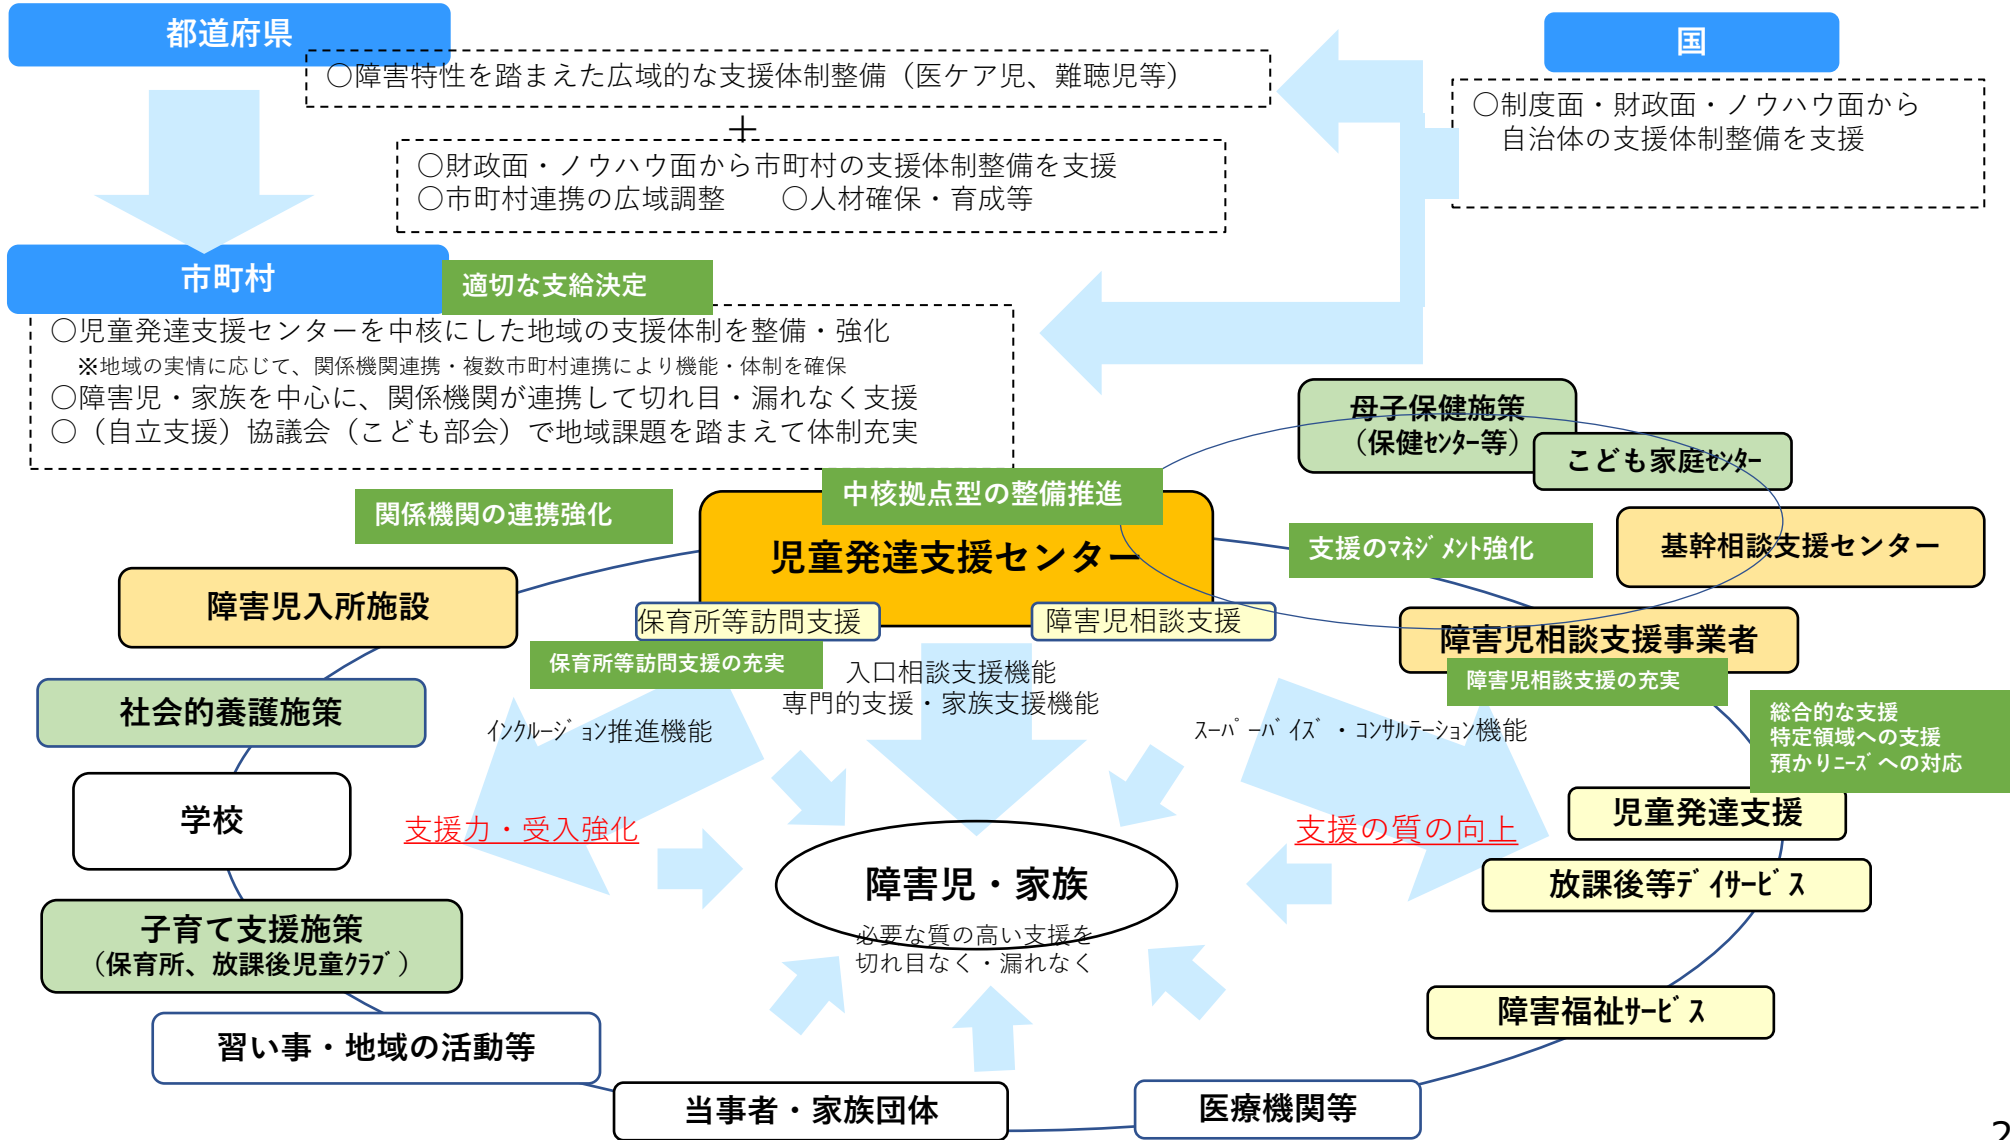 都道府県
国
○障害特性を踏まえた広域的な支援体制整備（医ケア児、難聴児等）
＋
○財政面・ノウハウ面から市町村の支援体制整備を支援
○市町村連携の広域調整　　○人材確保・育成等
○制度面・財政面・ノウハウ面から
自治体の支援体制整備を支援
市町村
適切な支給決定
○児童発達支援センターを中核にした地域の支援体制を整備・強化
※地域の実情に応じて、関係機関連携・複数市町村連携により機能・体制を確保
○障害児・家族を中心に、関係機関が連携して切れ目・漏れなく支援
○（自立支援）協議会（こども部会）で地域課題を踏まえて体制充実
母子保健施策
（保健ｾﾝﾀｰ等）
こども家庭ｾﾝﾀｰ
中核拠点型の整備推進
関係機関の連携強化
児童発達支援センター
支援のﾏﾈｼﾞﾒﾝﾄ強化
基幹相談支援センター
障害児入所施設
保育所等訪問支援
障害児相談支援
障害児相談支援事業者
保育所等訪問支援の充実
入口相談支援機能
専門的支援・家族支援機能
障害児相談支援の充実
社会的養護施策
ｲﾝｸﾙｰｼﾞｮﾝ推進機能
ｽｰﾊﾟｰﾊﾞｲｽﾞ・ｺﾝｻﾙﾃｰｼｮﾝ機能
総合的な支援
特定領域への支援
預かりﾆｰｽﾞへの対応
学校
支援力・受入強化
支援の質の向上
児童発達支援
障害児・家族
放課後等ﾃﾞｲｻｰﾋﾞｽ
必要な質の高い支援を
切れ目なく・漏れなく
子育て支援施策
（保育所、放課後児童ｸﾗﾌﾞ）
障害福祉ｻｰﾋﾞｽ
習い事・地域の活動等
当事者・家族団体
医療機関等
2